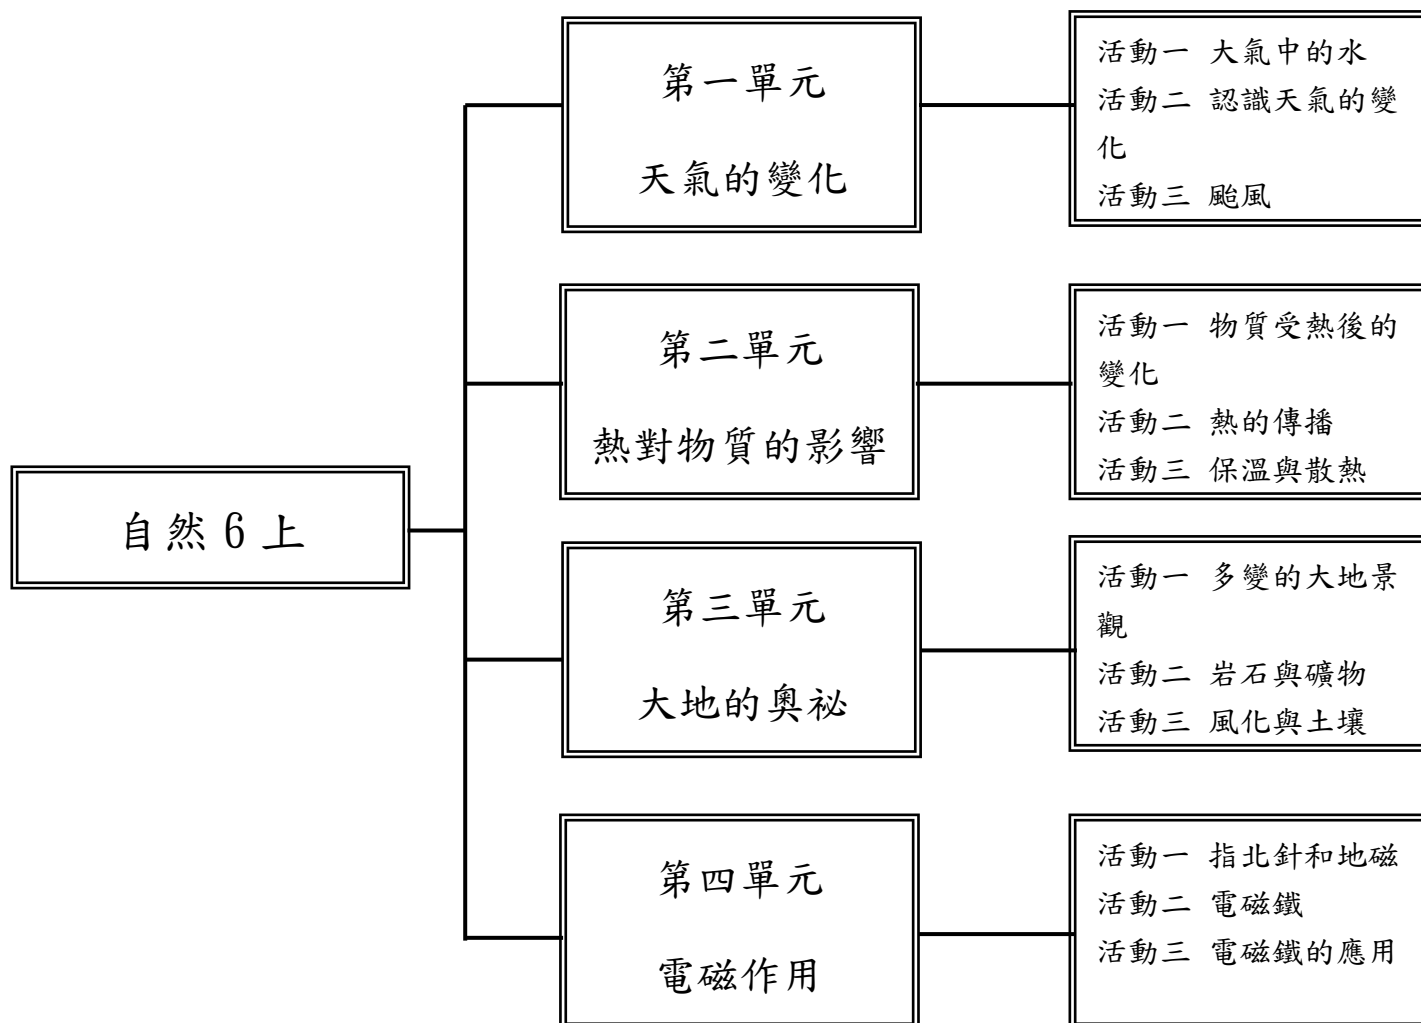 自然6上
第一單元
天氣的變化
活動一 大氣中的水
活動二 認識天氣的變
化
活動三 颱風
第二單元
熱對物質的影響
活動一 物質受熱後的
變化
活動二 熱的傳播
活動三 保溫與散熱
第三單元
大地的奧祕
活動一 多變的大地景
觀
活動二 岩石與礦物
活動三 風化與土壤
第四單元
電磁作用
活動一 指北針和地磁
活動二 電磁鐵
活動三 電磁鐵的應用